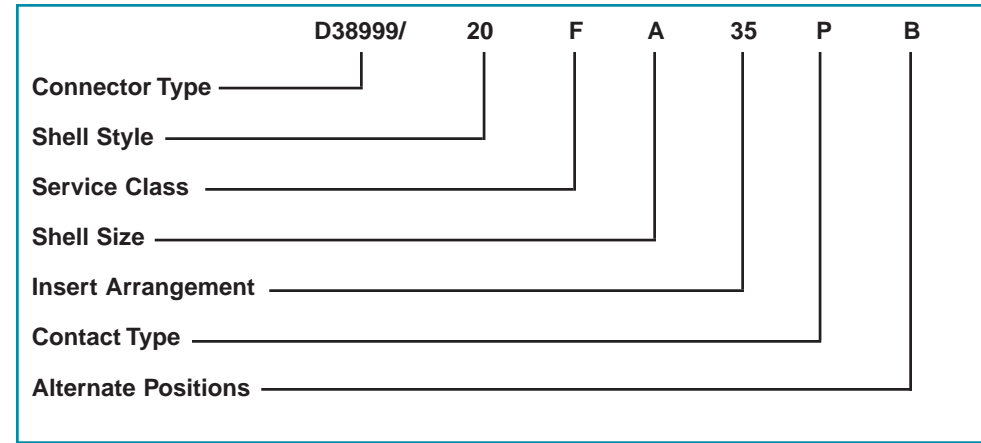 D38999/ 20 F A 35 P B
Connector Type
Shell Style
Service Class
Shell Size
Insert Arrangement
Contact Type
Alternate Positions